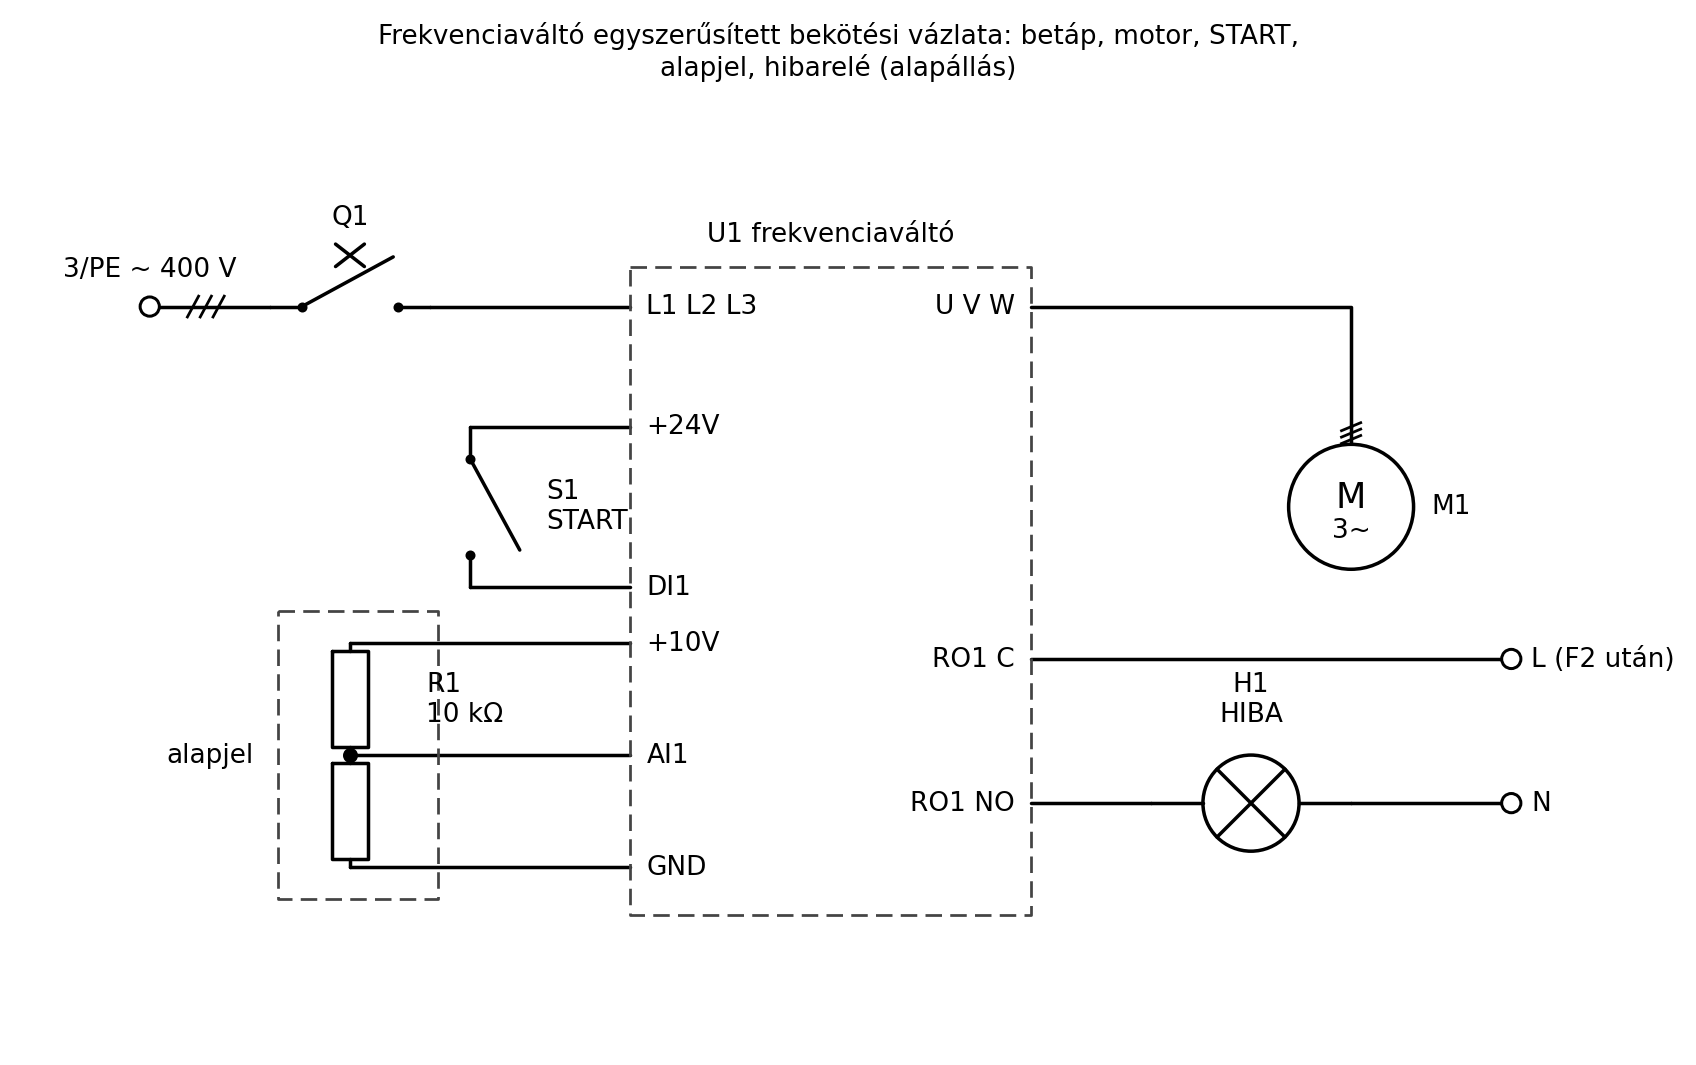 Frekvenciaváltó egyszerűsített bekötési vázlata: betáp, motor, START,
alapjel, hibarelé (alapállás)
Q1
U1 frekvenciaváltó
3/PE ~ 400 V
L1 L2 L3
U V W
+24V
S1
START
M
3~
M1
DI1
+10V
RO1 C
L (F2 után)
R1
10 kΩ
H1
HIBA
alapjel
AI1
RO1 NO
N
GND